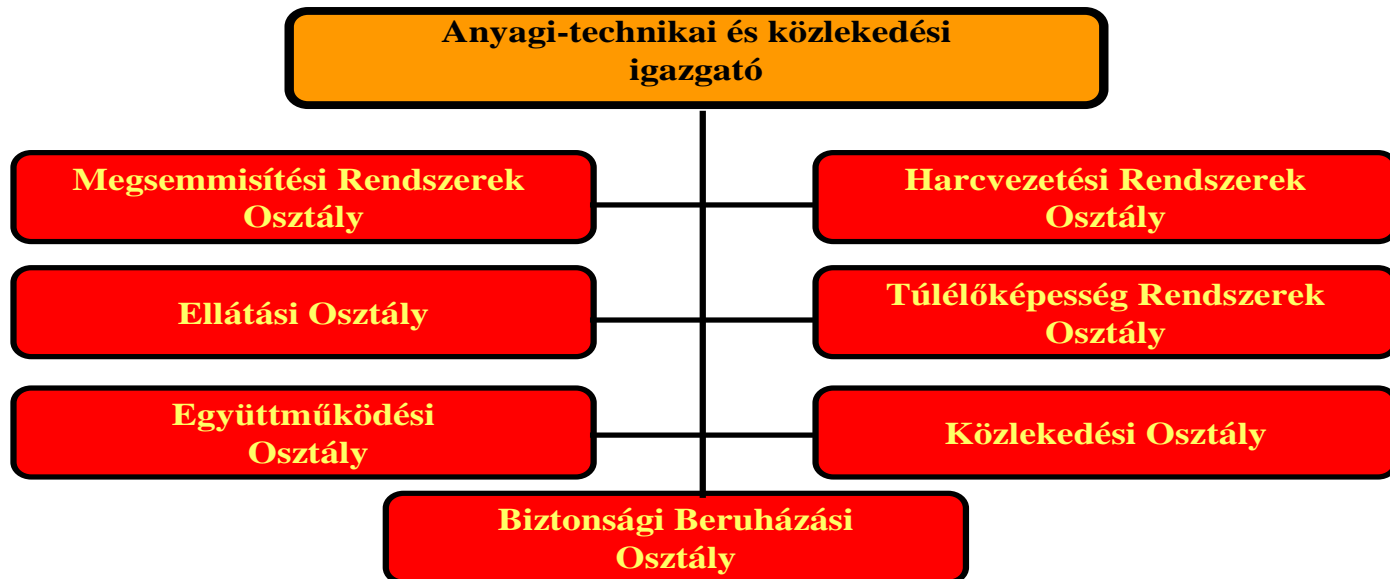 Anyagi-technikai és közlekedési
igazgató
Megsemmisítési Rendszerek
Osztály
Harcvezetési Rendszerek
Osztály
Ellátási Osztály
Túlélőképesség Rendszerek
Osztály
Együttműködési
Osztály
Közlekedési Osztály
Biztonsági Beruházási
Osztály